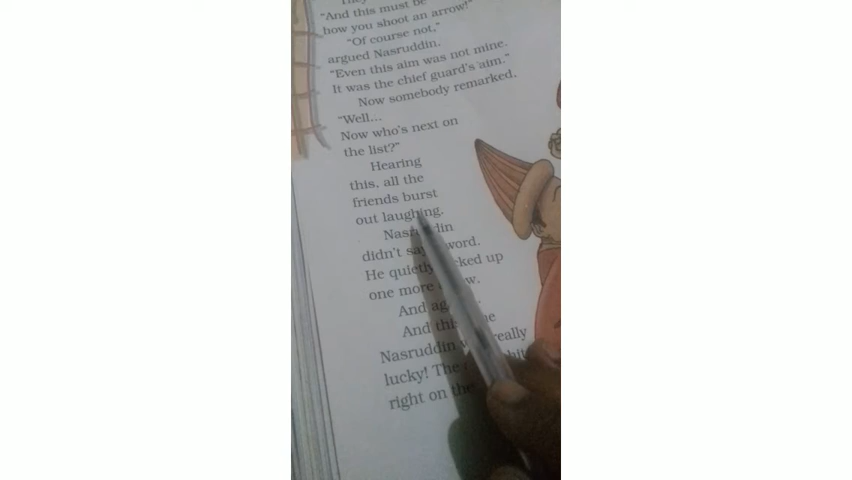 They
"And this must be
how you shoot an arrow!"
"Of course not,"
argued Nasruddin.
"Even this aim was not mine.
It was the chief guard's aim."
Now somebody remarked,
"Well...
Now who's next on
the list?"
Hearing
this, all the
friends burst
out laughing.
Nasruddin
didn't say word.
He quietly picked up
one more
And
And this
Nasruddin really
lucky! The hit
right on the